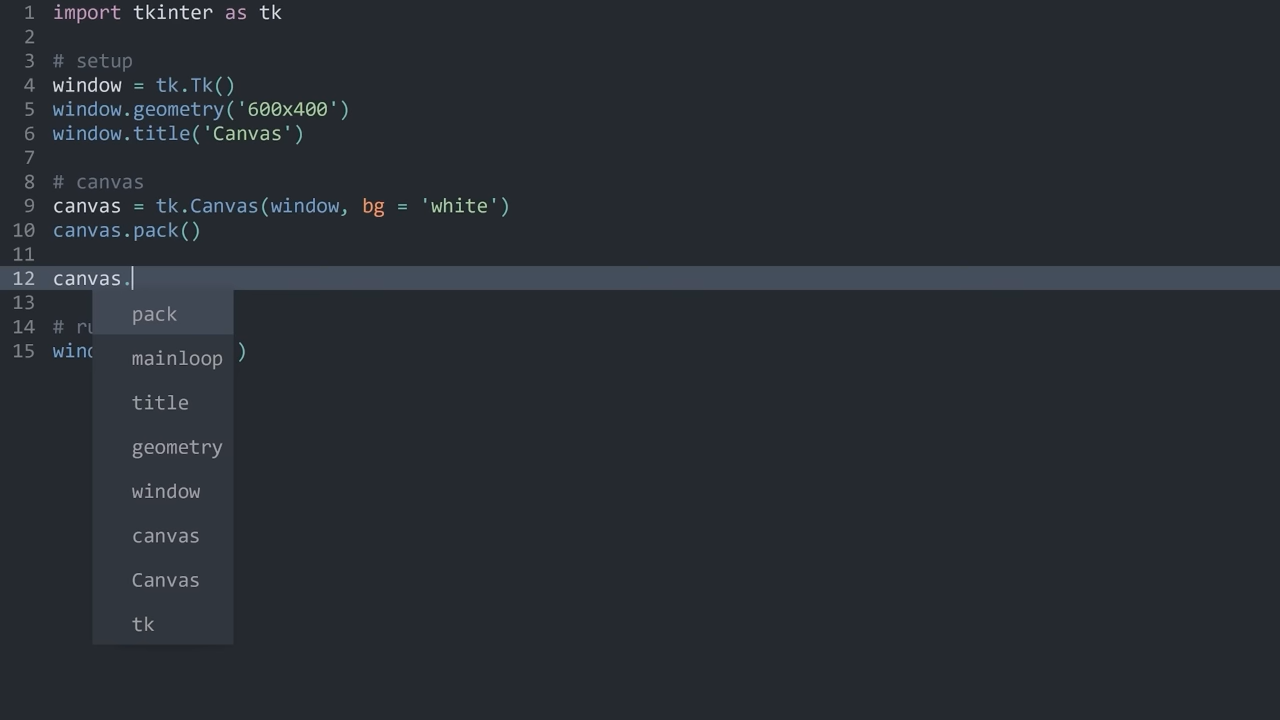 1 import tkinter as tk
2
3 # setup
4 window = tk.Tk()
5 window.geometry('600x400')
6 window.title('Canvas')
7
8 # canvas
9 canvas = tk.Canvas(window, bg = 'white')
10 canvas.pack()
11
12 canvas.
13
14 # ru
15 wind )
pack
mainloop
title
geometry
window
canvas
Canvas
tk